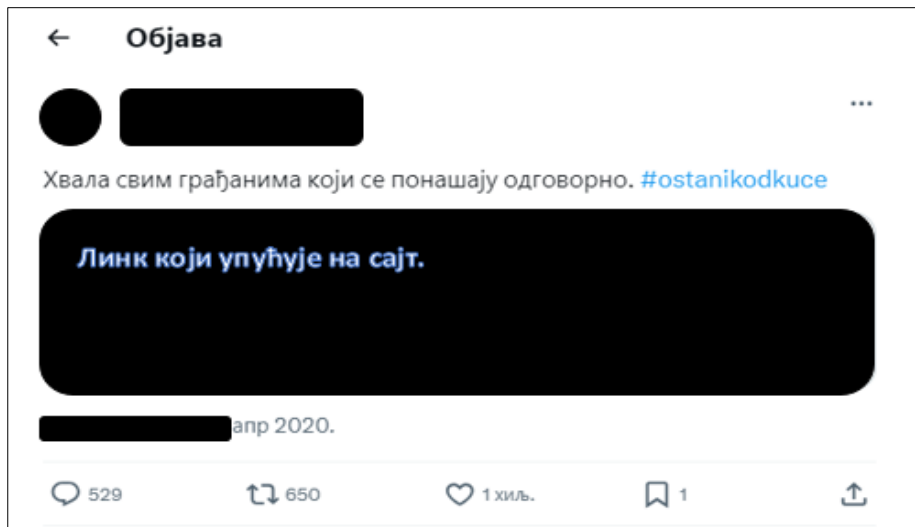 Објава
Хвала свим грађанима који се понашају одговорно. #ostanikodkuce
Линк који упућује на сајт.
апр 2020.
529 650 1 хиљ. 1